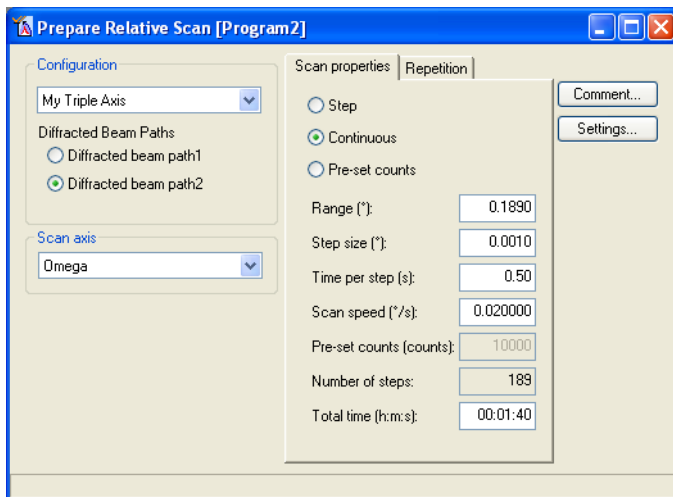 Prepare Relative Scan [Program2]
Configuration
My Triple Axis
Diffracted Beam Paths
Diffracted beam path1
Diffracted beam path2
Scan axis
Omega
Scan properties
Repetition
Step
Continuous
Pre-set counts
Range (°): 0.1890
Step size (°): 0.0010
Time per step (s): 0.50
Scan speed (°/s): 0.020000
Pre-set counts (counts): 10000
Number of steps: 189
Total time (h:m:s): 00:01:40
Comment...
Settings...